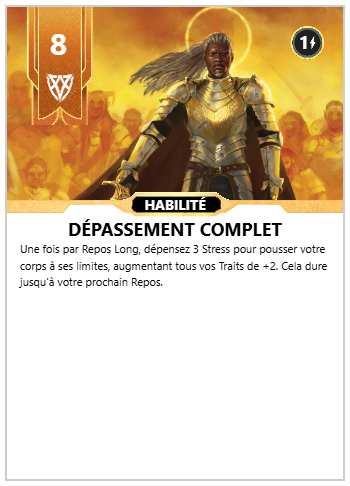 8
1
HABILITÉ
DÉPASSEMENT COMPLET
Une fois par Repos Long, dépensez 3 Stress pour pousser votre
corps à ses limites, augmentant tous vos Traits de +2. Cela dure
jusqu'à votre prochain Repos.